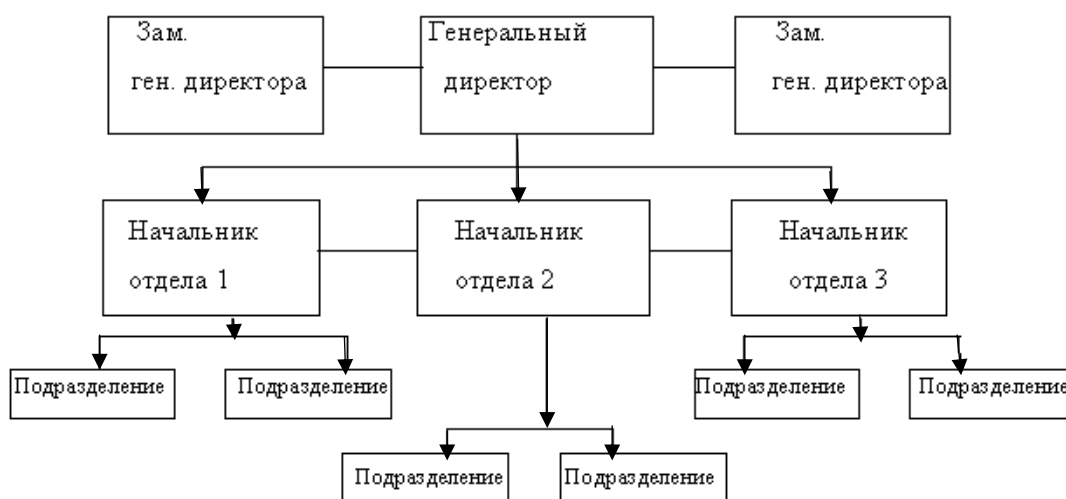 Зам.
ген. директора
Генеральный
директор
Зам.
ген. директора
Начальник
отдела 1
Начальник
отдела 2
Начальник
отдела 3
Подразделение
Подразделение
Подразделение
Подразделение
Подразделение
Подразделение